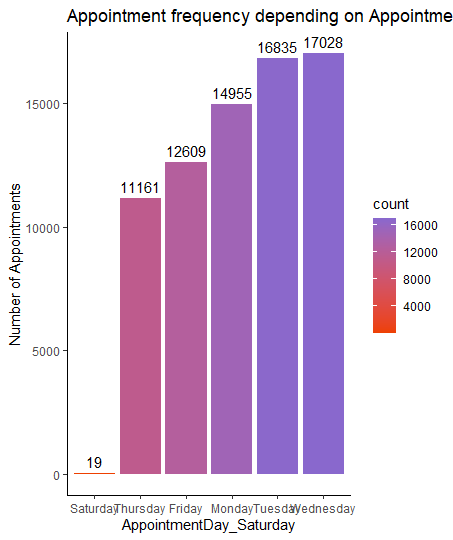 Appointment frequency depending on Appointme
17028
16835
14955
12609
11161
19
15000
10000
5000
0
Number of Appointments
count
16000
12000
8000
4000
Saturday Thursday Friday Monday Tuesday Wednesday
AppointmentDay_Saturday